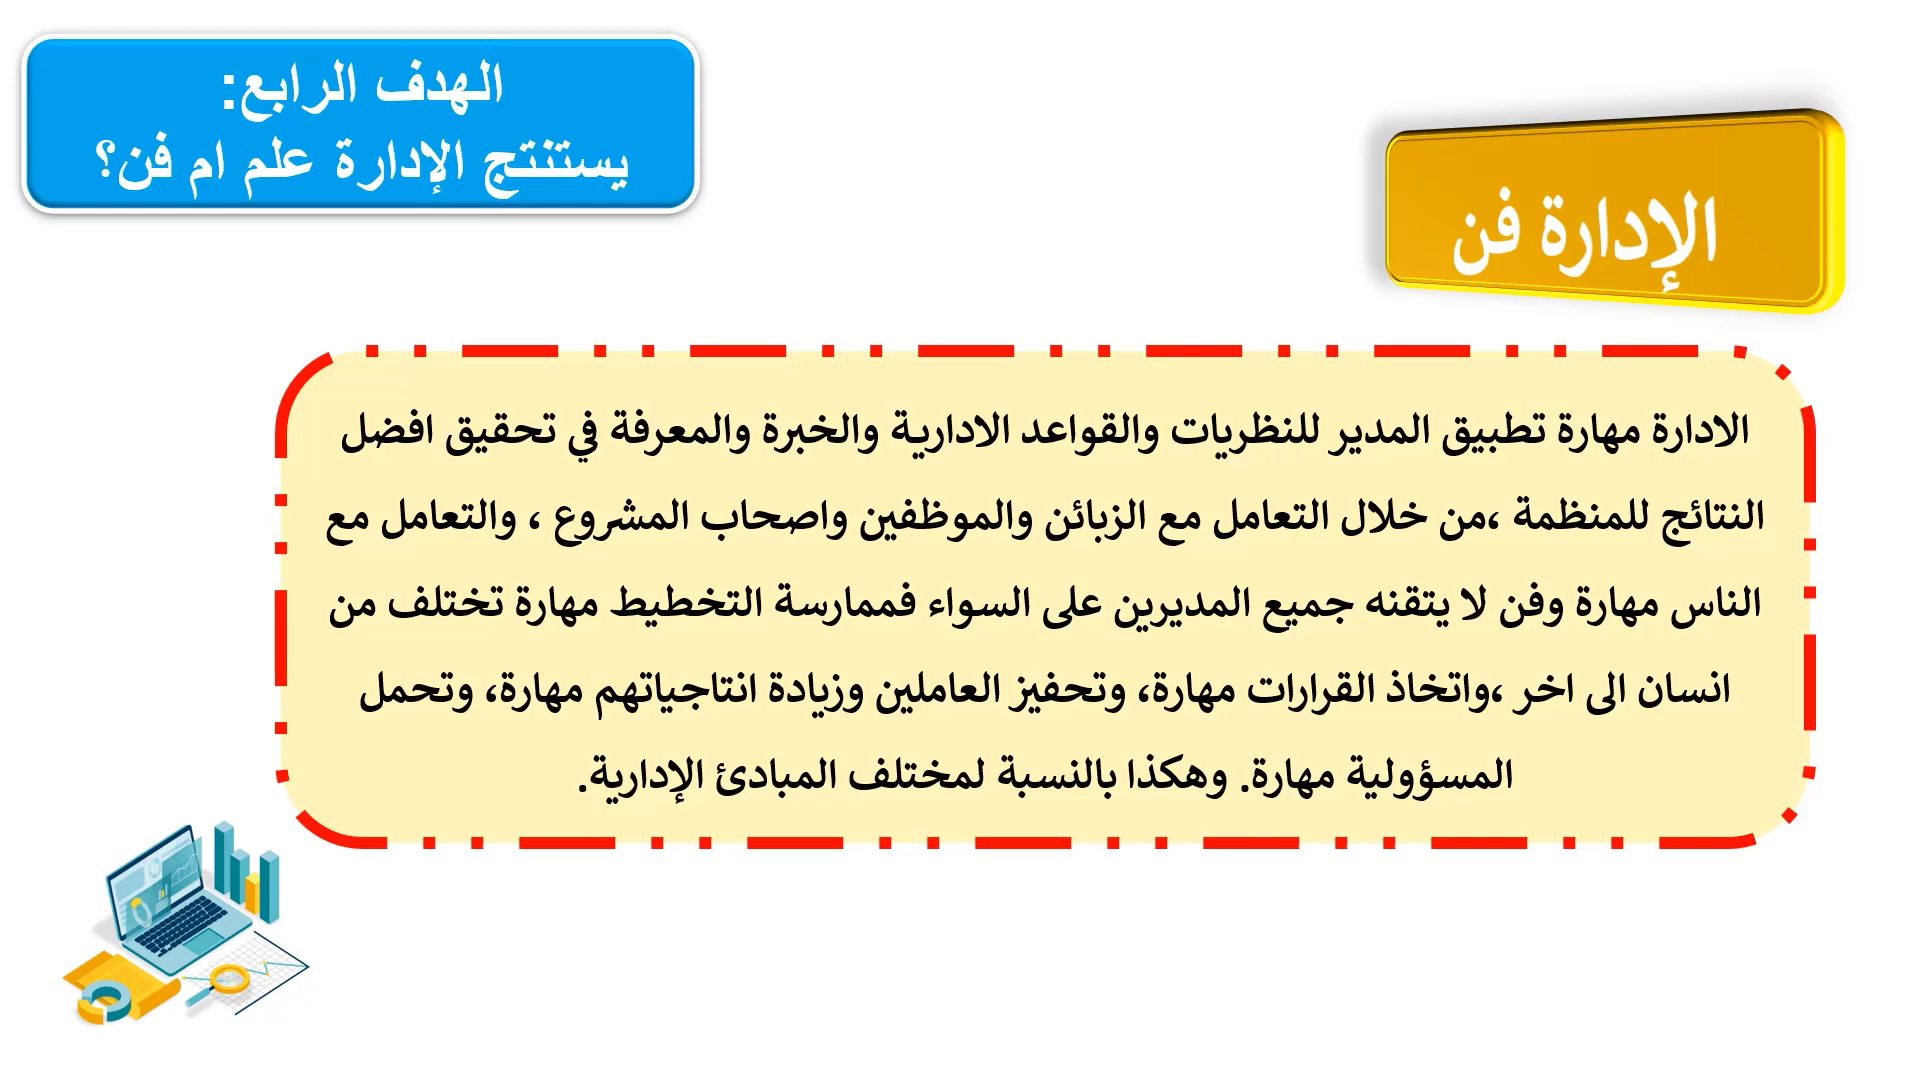 الهدف الرابع:
يستنتج الإدارة علم ام فن؟
الإدارة فن
الادارة مهارة تطبيق المدير للنظريات والقواعد الادارية والخبرة والمعرفة في تحقيق افضل
النتائج للمنظمة ،من خلال التعامل مع الزبائن والموظفين واصحاب المشروع ، والتعامل مع
الناس مهارة وفن لا يتقنه جميع المديرين على السواء فممارسة التخطيط مهارة تختلف من
انسان الى اخر ،واتخاذ القرارات مهارة، وتحفيز العاملين وزيادة انتاجياتهم مهارة، وتحمل
المسؤولية مهارة. وهكذا بالنسبة لمختلف المبادئ الإدارية.